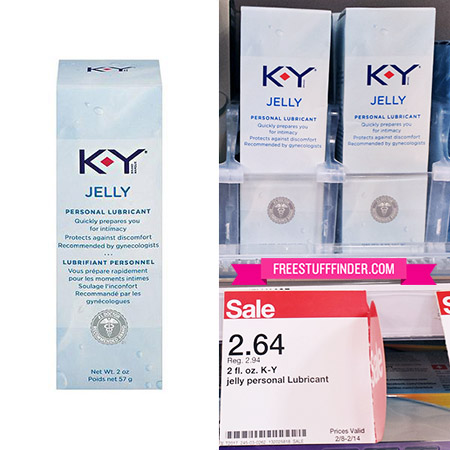 K-Y
JELLY
PERSONAL LUBRICANT
Quickly prepares you
for intimacy
Protects against discomfort
Recommended by gynecologists
...
LUBRIFIANT PERSONNEL
Vous prépare rapidement
pour les moments intimes
Soulage l'inconfort
Recommandé par les
gynécologues
Net Wt. 2 oz
Poids net 57 g
K-Y
JELLY
PERSONAL LUBRICANT
Quickly prepares you
for intimacy
Protects against discomfort
Recommended by gynecologists
K-Y
JELLY
PERSONAL LUBRICANT
Quickly prepares you
for intimacy
Protects against discomfort
Recommended by gynecologists
FREESTUFFFINDER.COM
Sale
2.64
Reg. 2.94
2 fl. oz. K-Y
jelly personal Lubricant
Prices Valid
2/8-2/14
Sale
S